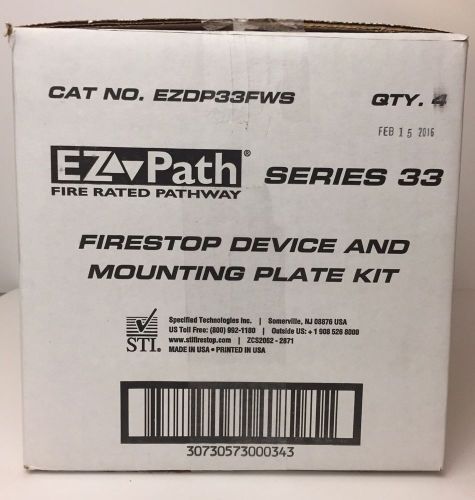 CAT NO. EZDP33FWS QTY. 4
FEB 15 2016
EZ Path® SERIES 33
FIRE RATED PATHWAY
FIRESTOP DEVICE AND
MOUNTING PLATE KIT
STI.
Specified Technologies Inc. | Somerville, NJ 08876 USA
US Toll Free: (800) 992-1180 | Outside US: + 1 908 526 8000
www.stifirestop.com | ZCS2062 - 2871
MADE IN USA • PRINTED IN USA
30730573000343